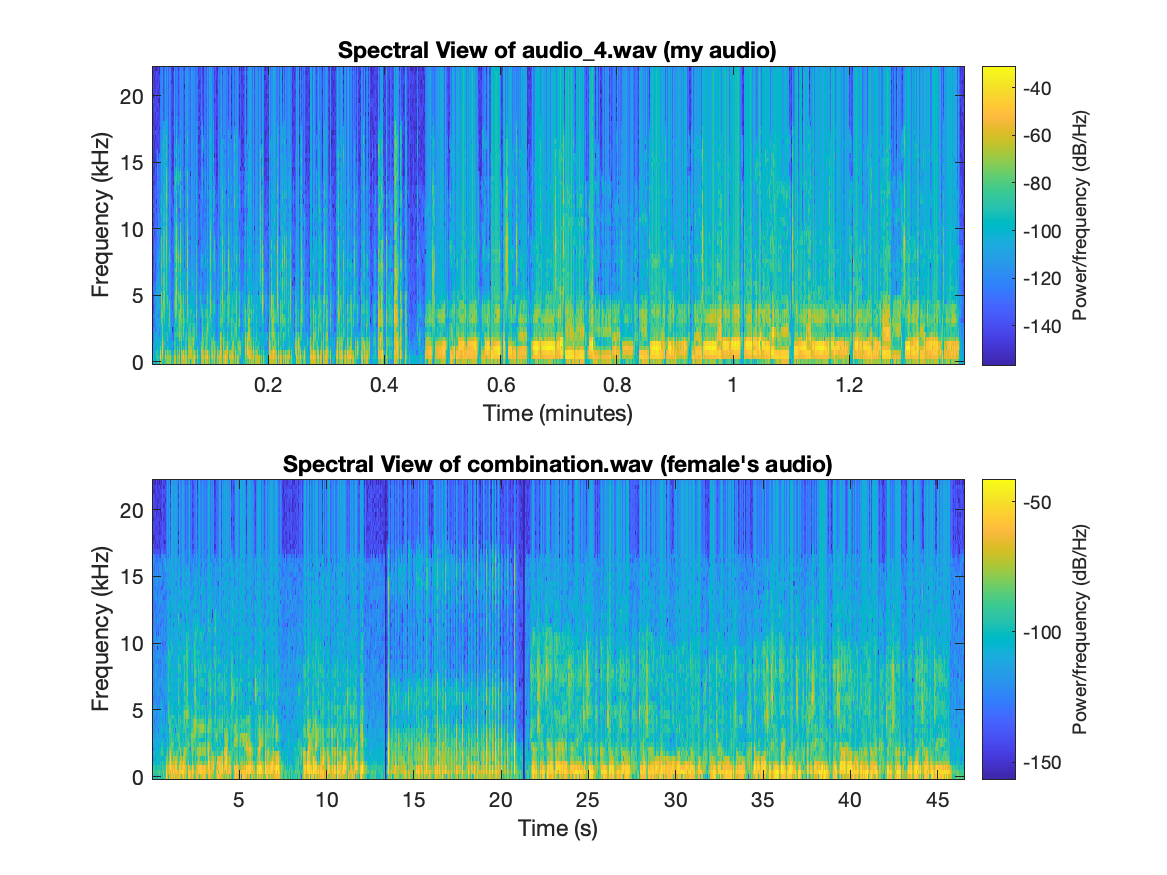 Spectral View of audio_4.wav (my audio)
20
15
10
5
0
Frequency (kHz)
0.2 0.4 0.6 0.8 1 1.2
Time (minutes)
-40
-60
-80
-100
-120
-140
Power/frequency (dB/Hz)
Spectral View of combination.wav (female's audio)
20
15
10
5
0
Frequency (kHz)
5 10 15 20 25 30 35 40 45
Time (s)
-50
-100
-150
Power/frequency (dB/Hz)